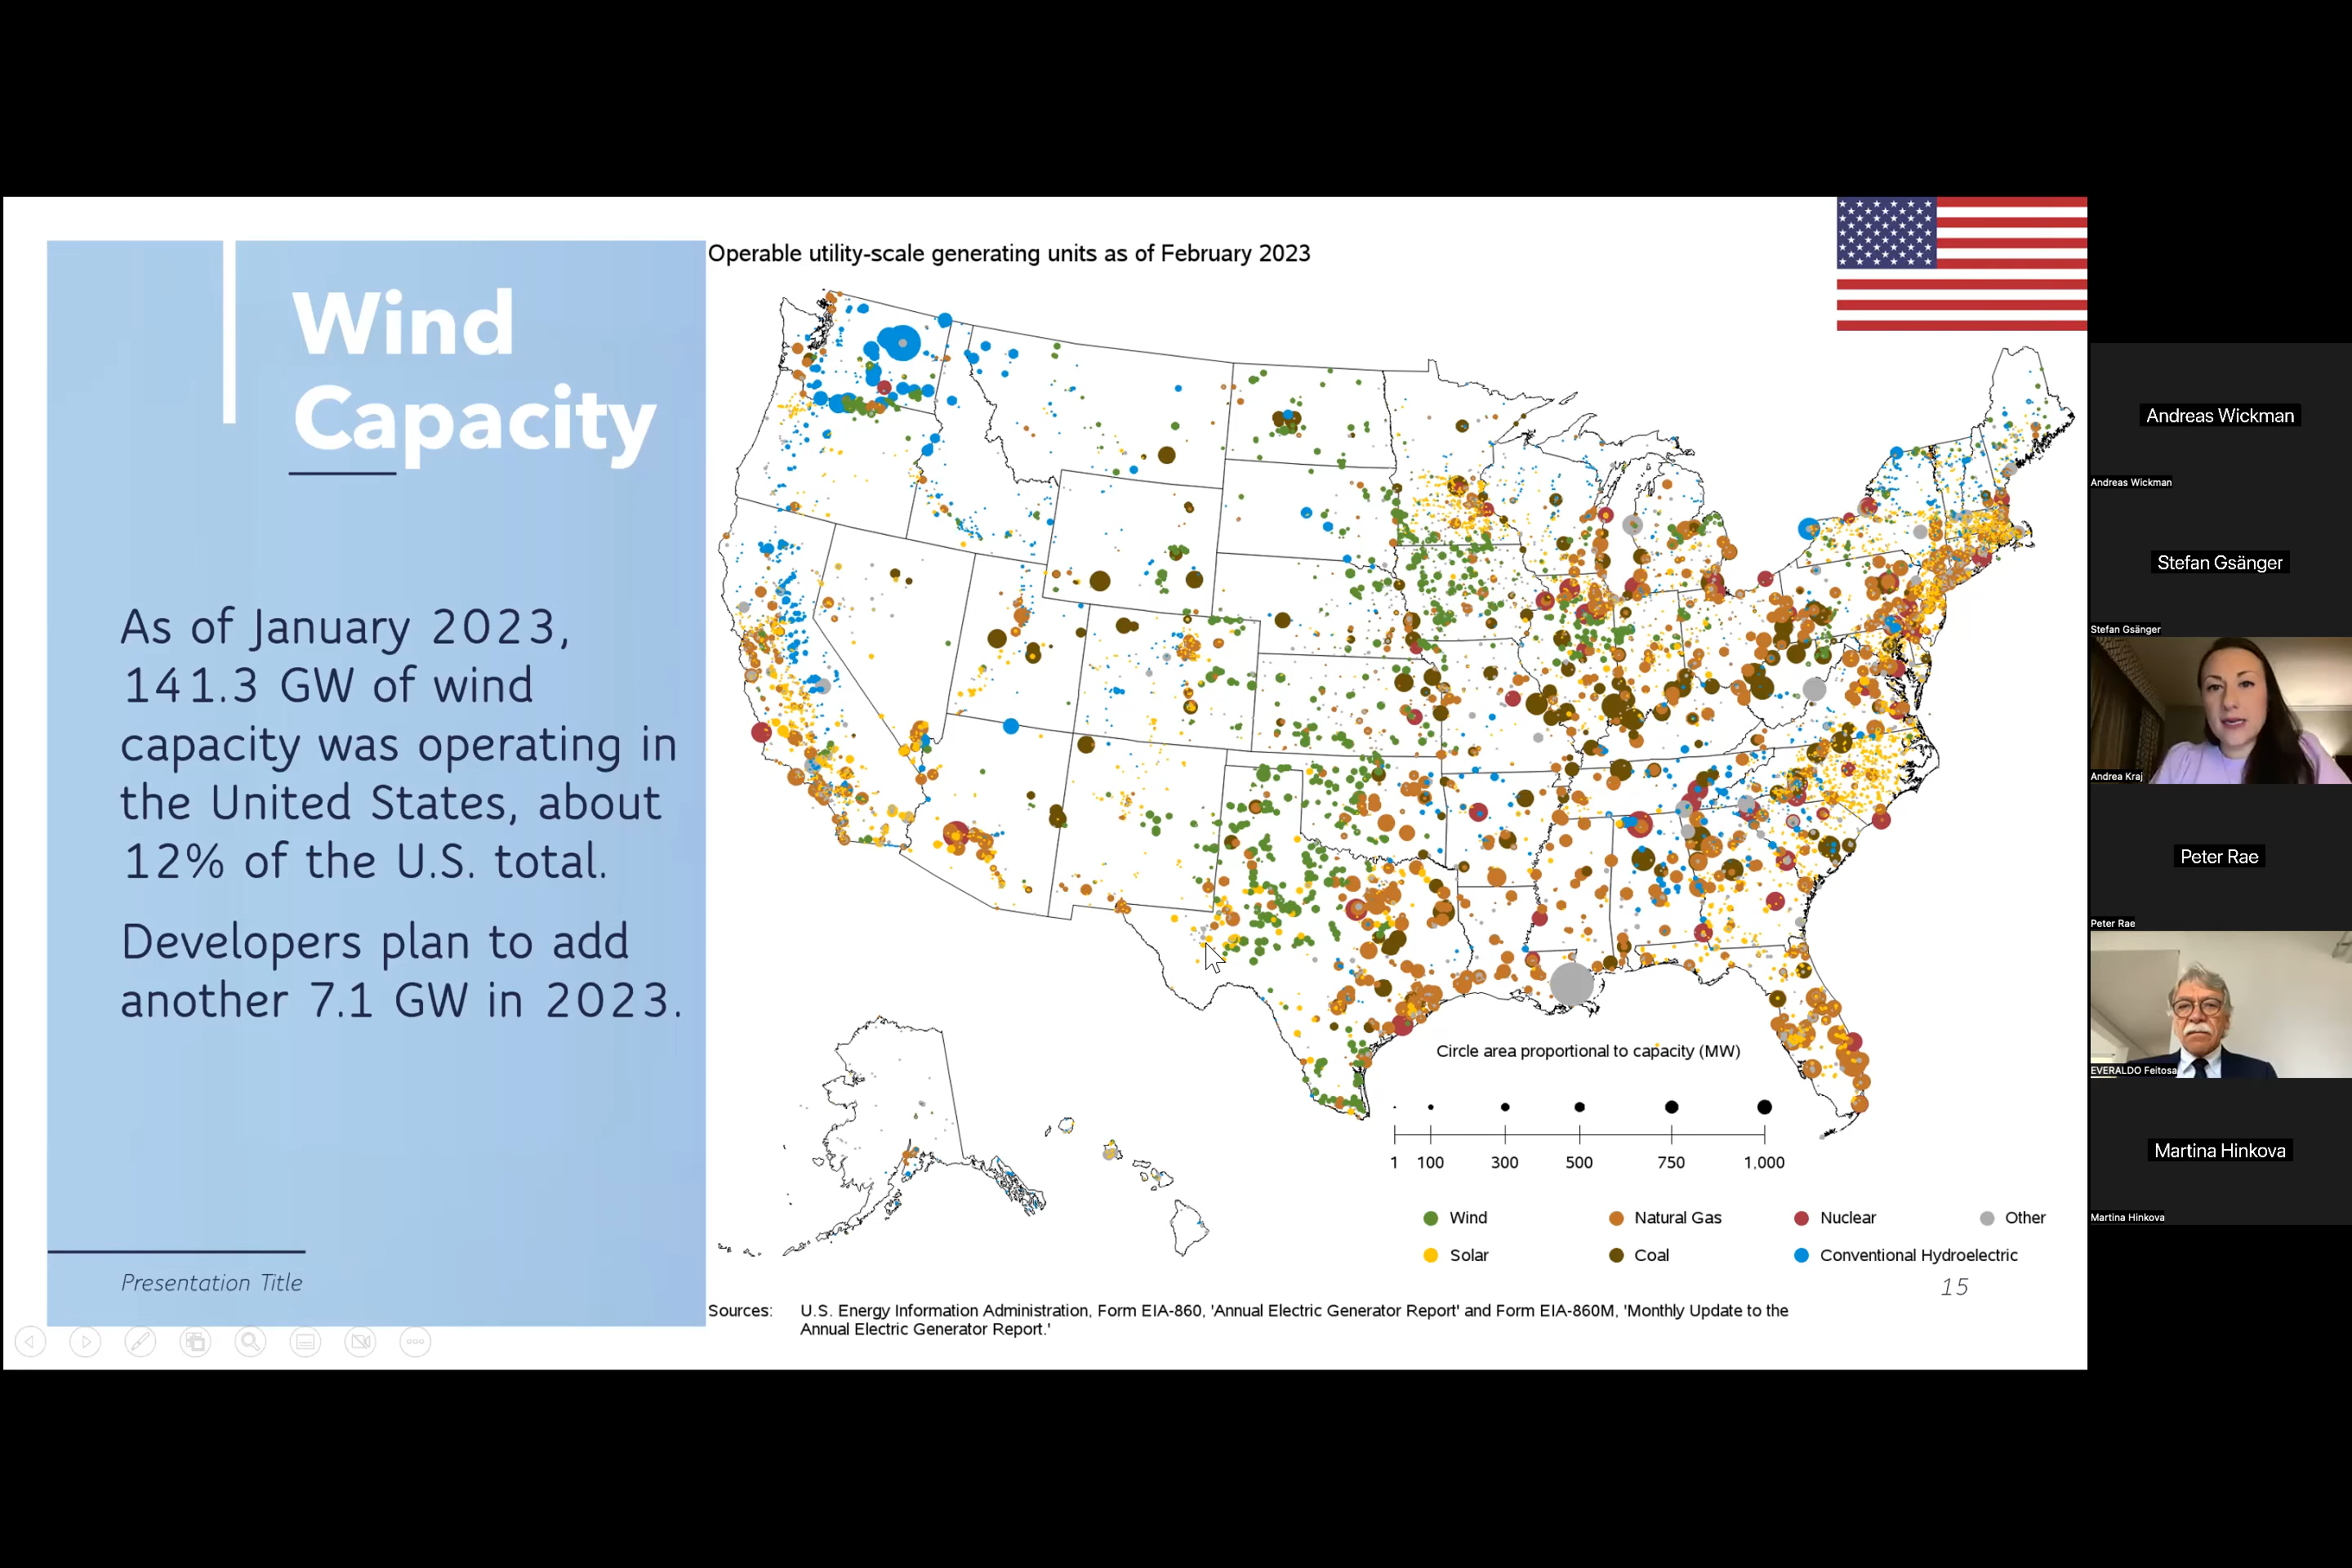 Wind
Capacity
As of January 2023,
141.3 GW of wind
capacity was operating in
the United States, about
12% of the U.S. total.
Developers plan to add
another 7.1 GW in 2023.
Presentation Title
Operable utility-scale generating units as of February 2023
Circle area proportional to capacity (MW)
1 100 300 500 750 1,000
Wind Natural Gas Nuclear Other
Solar Coal Conventional Hydroelectric
15
Sources: U.S. Energy Information Administration, Form EIA-860, 'Annual Electric Generator Report' and Form EIA-860M, 'Monthly Update to the
Annual Electric Generator Report.'
Andreas Wickman
Andreas Wickman
Stefan Gsänger
Stefan Gsänger
Andrea Kraj
Peter Rae
Peter Rae
EVERALDO Feitosa
Martina Hinkova
Martina Hinkova